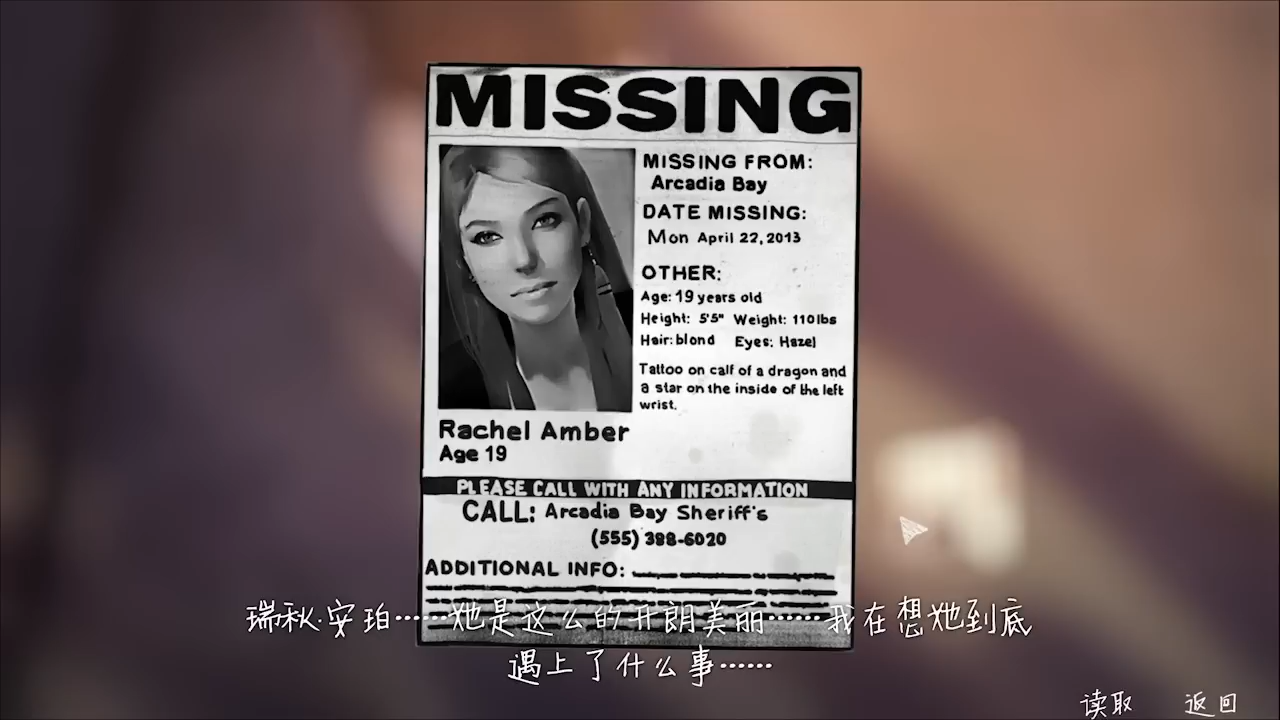 MISSING
MISSING FROM:
Arcadia Bay
DATE MISSING:
Mon April 22, 2013
OTHER:
Age: 19 years old
Height: 5'5" Weight: 110lbs
Hair: blond Eyes: Hazel
Tattoo on calf of a dragon and
a star on the inside of the left
wrist.
Rachel Amber
Age 19
PLEASE CALL WITH ANY INFORMATION
CALL: Arcadia Bay Sheriff's
(555) 388-6020
ADDITIONAL INFO:
瑞秋·安珀……她是这么的开朗美丽……我在想她到底
遇上了什么事……
读取 返回